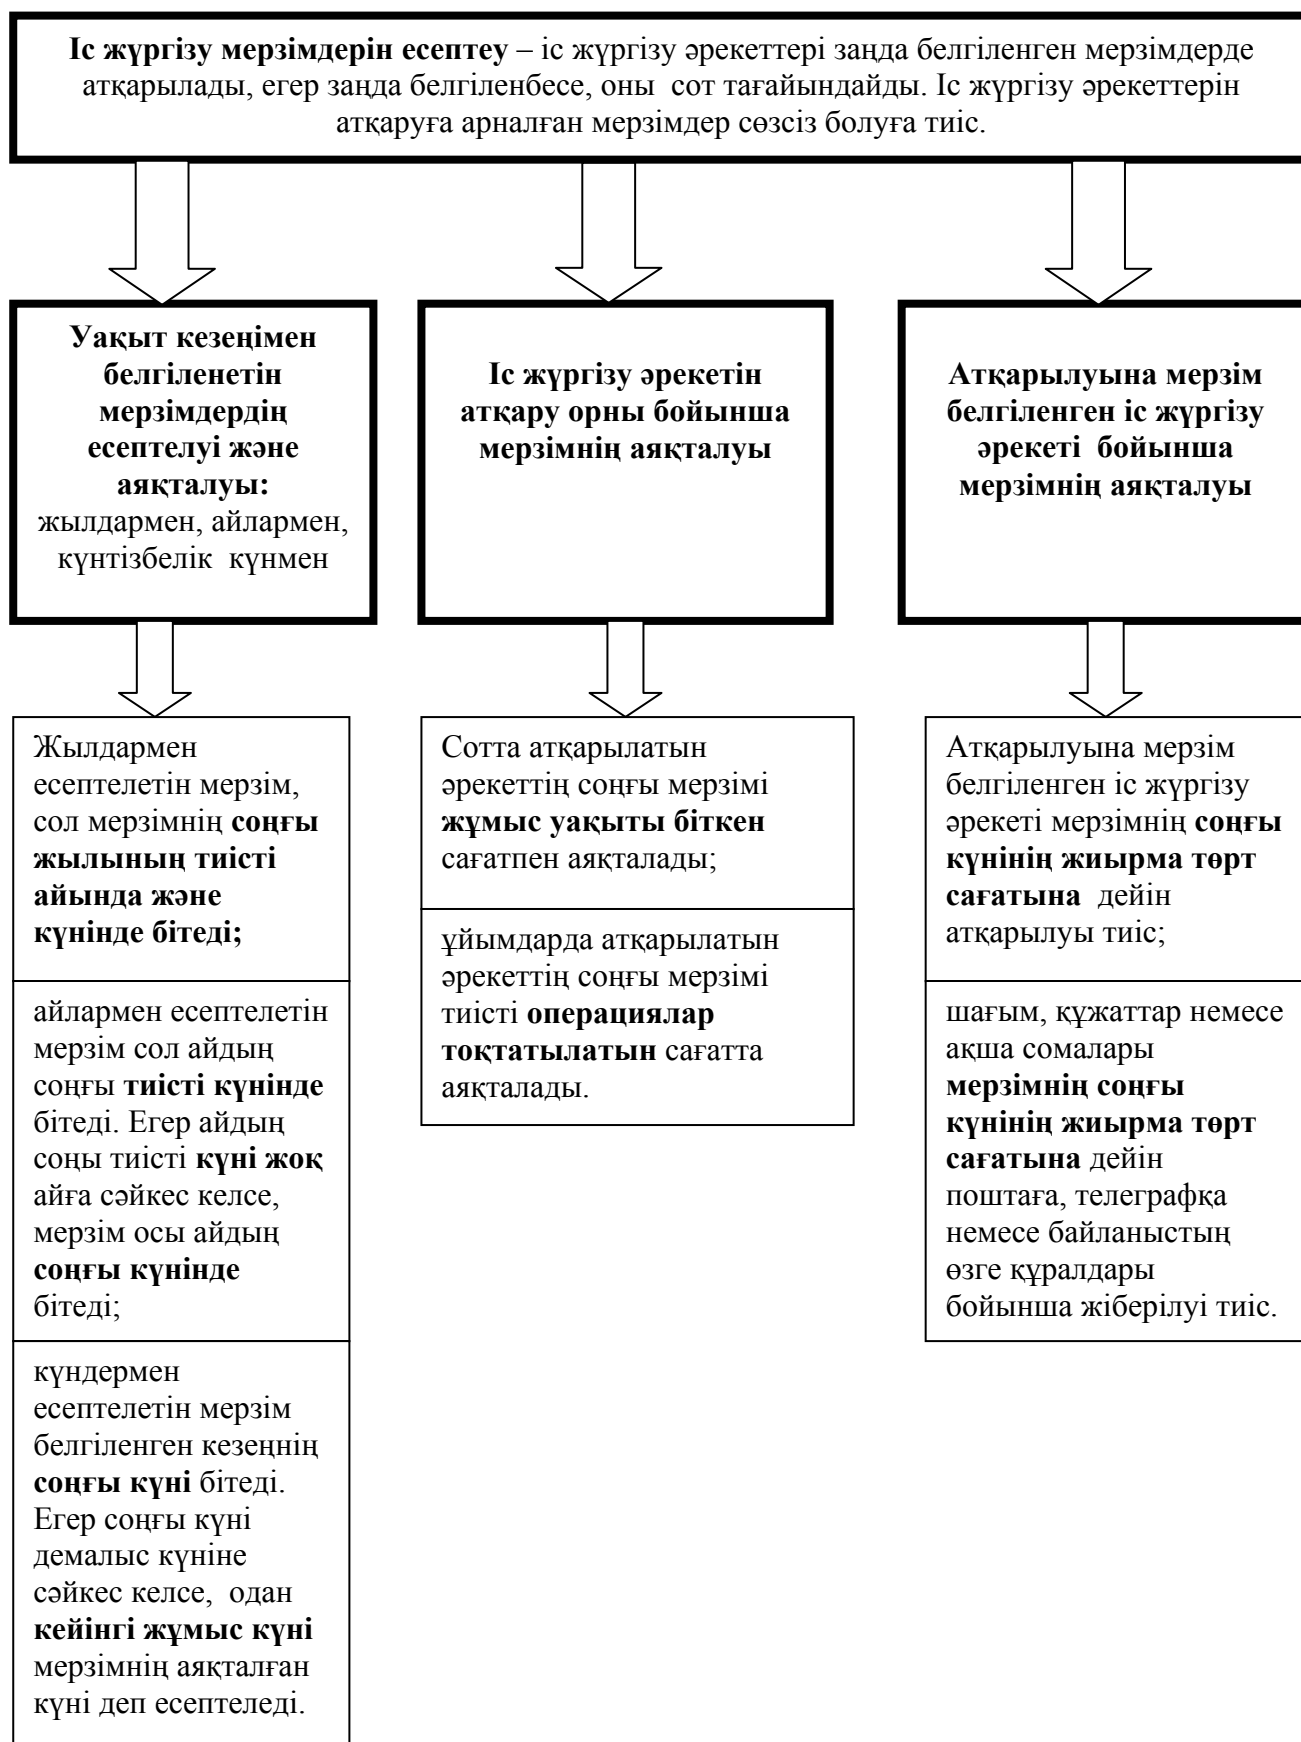 Іс жүргізу мерзімдерін есептеу – іс жүргізу әрекеттері заңда белгіленген мерзімдерде
атқарылады, егер заңда белгіленбесе, оны сот тағайындайды. Іс жүргізу әрекеттерін
атқаруға арналған мерзімдер сөзсіз болуға тиіс.
Уақыт кезеңімен
белгіленетін
мерзімдердің
есептелуі және
аяқталуы:
жылдармен, айлармен,
күнтізбелік күнмен
Іс жүргізу әрекетін
атқару орны бойынша
мерзімнің аяқталуы
Атқарылуына мерзім
белгіленген іс жүргізу
әрекеті бойынша
мерзімнің аяқталуы
Жылдармен
есептелетін мерзім,
сол мерзімнің соңғы
жылының тиісті
айында және
күнінде бітеді;
айлармен есептелетін
мерзім сол айдың
соңғы тиісті күнінде
бітеді. Егер айдың
соңы тиісті күні жоқ
айға сәйкес келсе,
мерзім осы айдың
соңғы күнінде
бітеді;
күндермен
есептелетін мерзім
белгіленген кезеңнің
соңғы күні бітеді.
Егер соңғы күні
демалыс күніне
сәйкес келсе, одан
кейінгі жұмыс күні
мерзімнің аяқталған
күні деп есептеледі.
Сотта атқарылатын
әрекеттің соңғы мерзімі
жұмыс уақыты біткен
сағатпен аяқталады;
ұйымдарда атқарылатын
әрекеттің соңғы мерзімі
тиісті операциялар
тоқтатылатын сағатта
аяқталады.
Атқарылуына мерзім
белгіленген іс жүргізу
әрекеті мерзімнің соңғы
күнінің жиырма төрт
сағатына дейін
атқарылуы тиіс;
шағым, құжаттар немесе
ақша сомалары
мерзімнің соңғы
күнінің жиырма төрт
сағатына дейін
поштаға, телеграфқа
немесе байланыстың
өзге құралдары
бойынша жіберілуі тиіс.